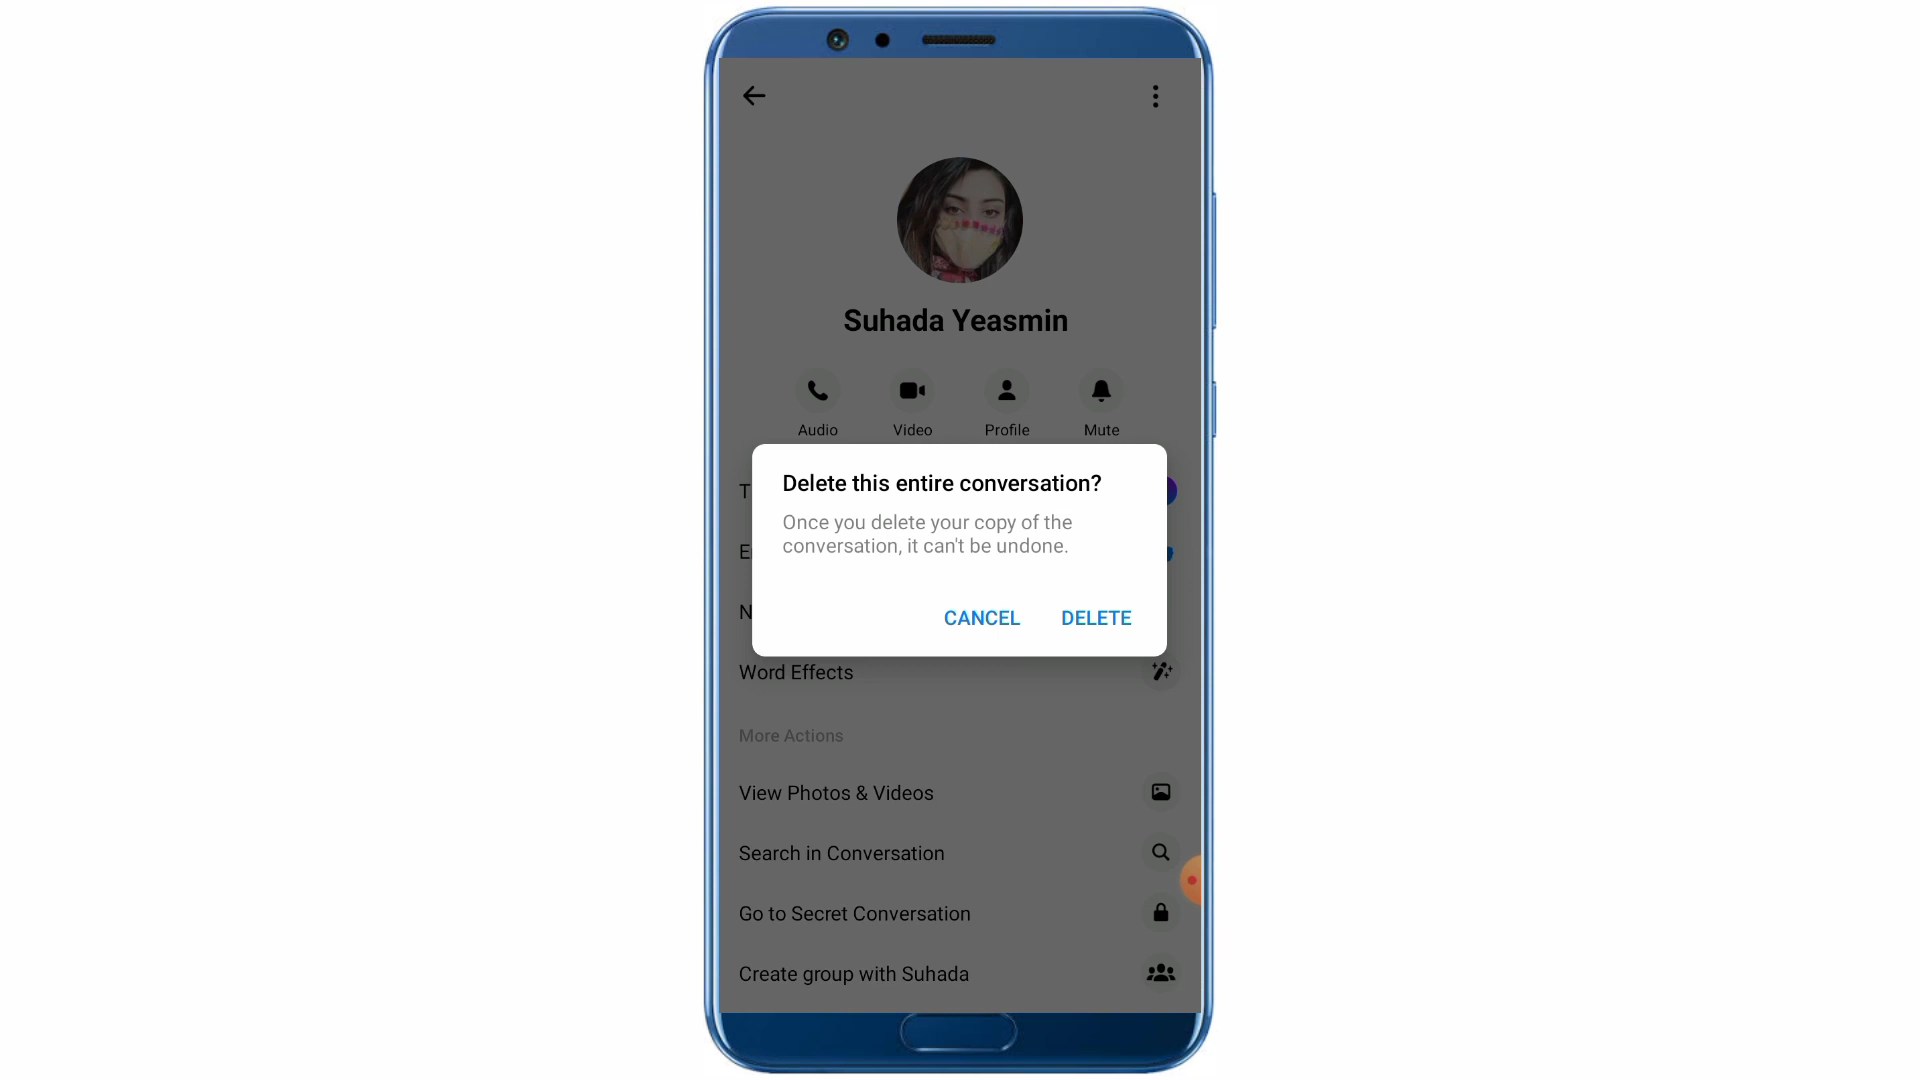 Suhada Yeasmin
Audio Video Profile Mute
Delete this entire conversation?
Once you delete your copy of the
conversation, it can't be undone.
CANCEL DELETE
Word Effects
More Actions
View Photos & Videos
Search in Conversation
Go to Secret Conversation
Create group with Suhada